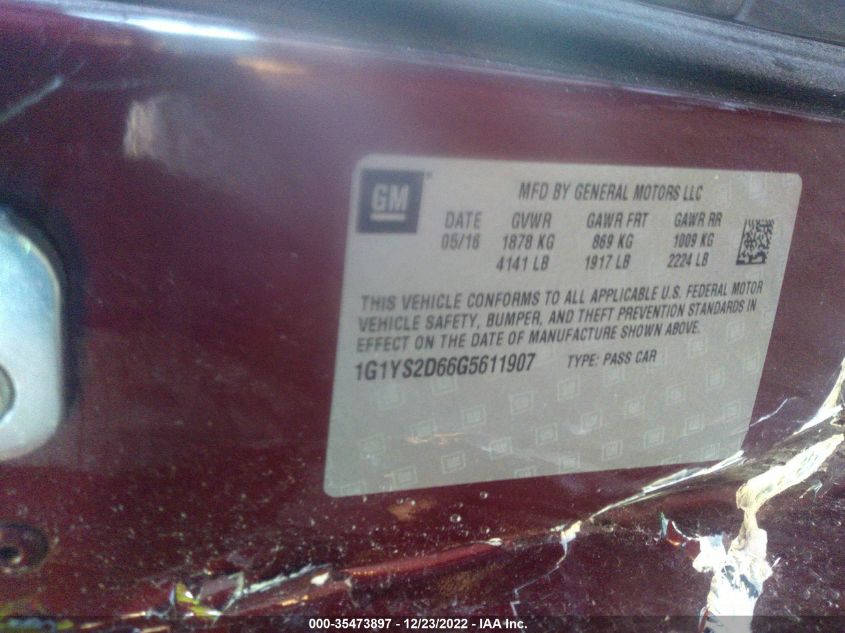 GM
MFD BY GENERAL MOTORS LLC
DATE GVWR GAWR FRT GAWR RR
05/16 1878 KG 869 KG 1009 KG
4141 LB 1917 LB 2224 LB
THIS VEHICLE CONFORMS TO ALL APPLICABLE U.S. FEDERAL MOTOR
VEHICLE SAFETY, BUMPER, AND THEFT PREVENTION STANDARDS IN
EFFECT ON THE DATE OF MANUFACTURE SHOWN ABOVE.
1G1YS2D66G5611907 TYPE: PASS CAR
000-35473897 - 12/23/2022 - IAA Inc.